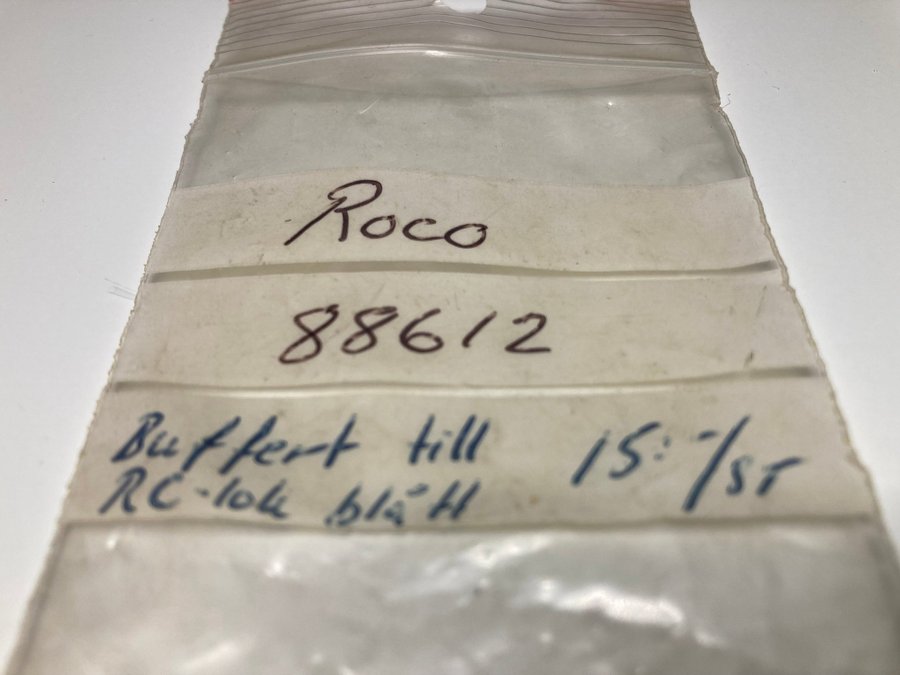 Roco
88612
Buffert till 15:-/ST
RC-lok blått